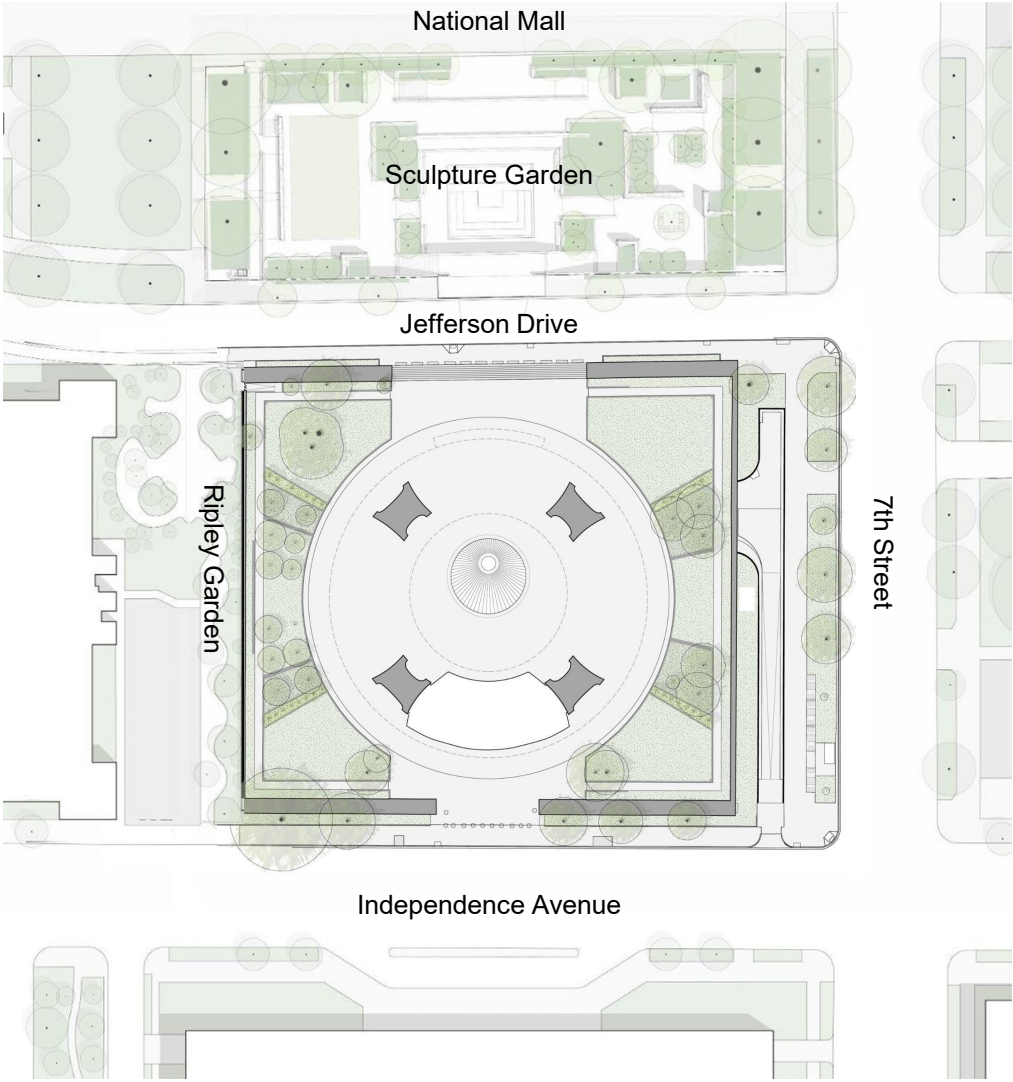 National Mall
Sculpture Garden
Jefferson Drive
Ripley Garden
7th Street
Independence Avenue